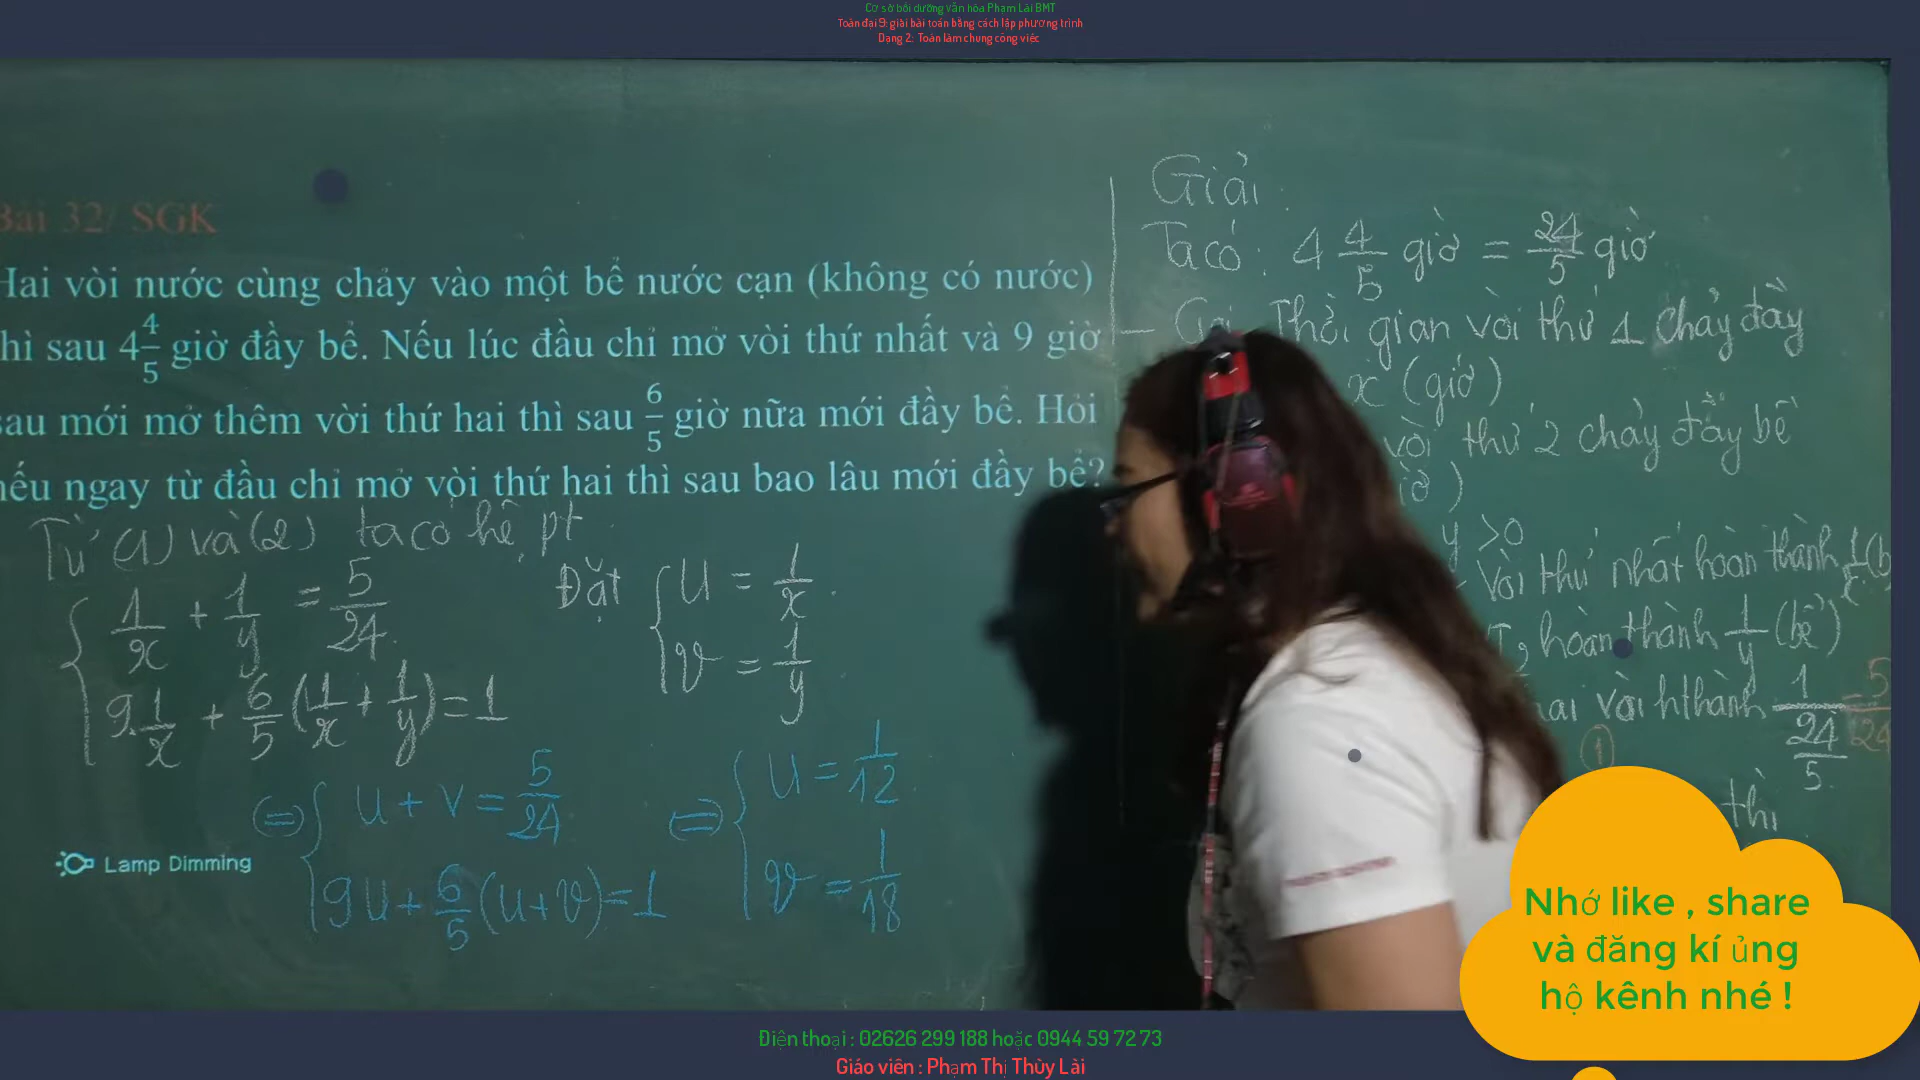 Cơ sở bồi dưỡng văn hóa Phạm Lài BMT
Toán đại 9: giải bài toán bằng cách lập phương trình
Dạng 2: Toán làm chung công việc
Bài 32/ SGK
Hai vòi nước cùng chảy vào một bể nước cạn (không có nước)
thì sau 4 4/5 giờ đầy bể. Nếu lúc đầu chỉ mở vòi thứ nhất và 9 giờ
sau mới mở thêm vời thứ hai thì sau 6/5 giờ nữa mới đầy bể. Hỏi
nếu ngay từ đầu chỉ mở vòi thứ hai thì sau bao lâu mới đầy bể?
Từ (1) và (2) ta có hệ pt
1/x + 1/y = 5/24
9.1/x + 6/5 (1/x + 1/y) = 1
Đặt { u = 1/x
v = 1/y
⇔ { u + v = 5/24
9u + 6/5 (u+v) = 1
⇔ { u = 1/12
v = 1/18
Lamp Dimming
Giải
Ta có: 4 4/5 giờ = 24/5 giờ
– Gọi Thời gian vòi thứ 1 chảy đầy
x (giờ)
vòi thứ 2 chảy đầy bể
giờ)
y >0
Vòi thứ nhất hoàn thành 1/x (b
hoàn thành 1/y (bể)
hai vòi hthành 1/(24/5) = 5/24
(1)
thì
Nhớ like , share
và đăng kí ủng
hộ kênh nhé !
Điện thoại : 02626 299 188 hoặc 0944 59 72 73
Giáo viên : Phạm Thị Thùy Lài